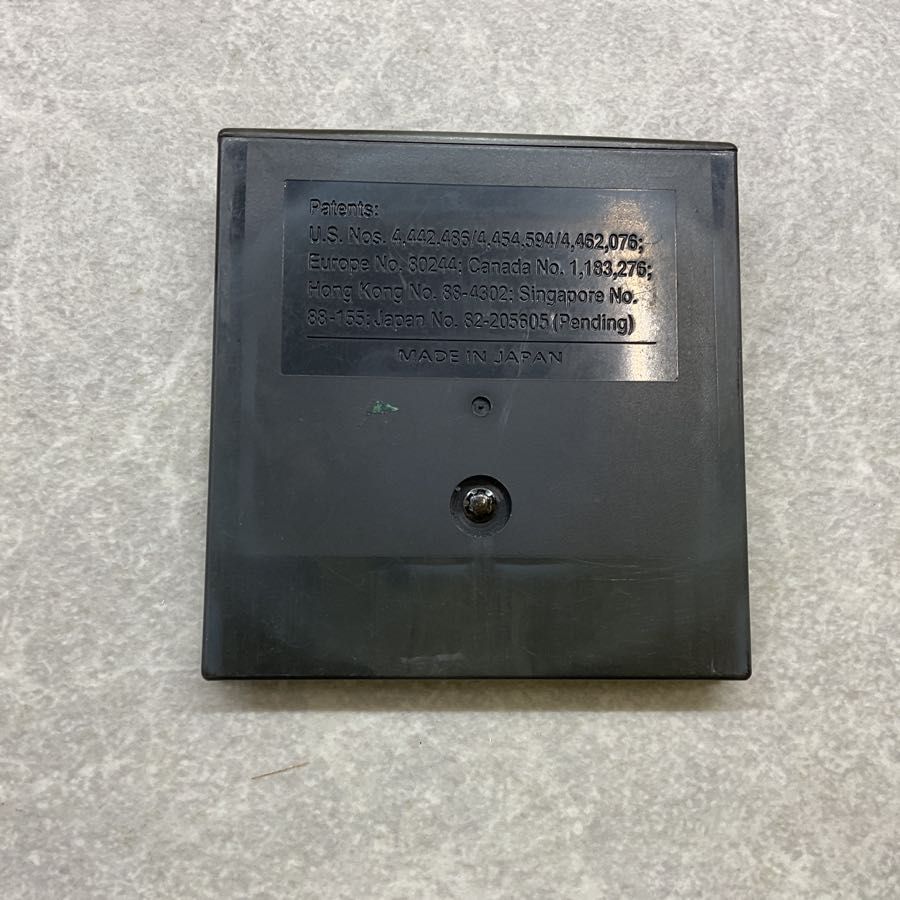 Patents:
U.S. Nos. 4,442,486/4,454,594/4,462,076;
Europe No. 80244; Canada No. 1,183,276;
Hong Kong No. 88-4302; Singapore No.
88-155; Japan No. 82-205605 (Pending)
MADE IN JAPAN